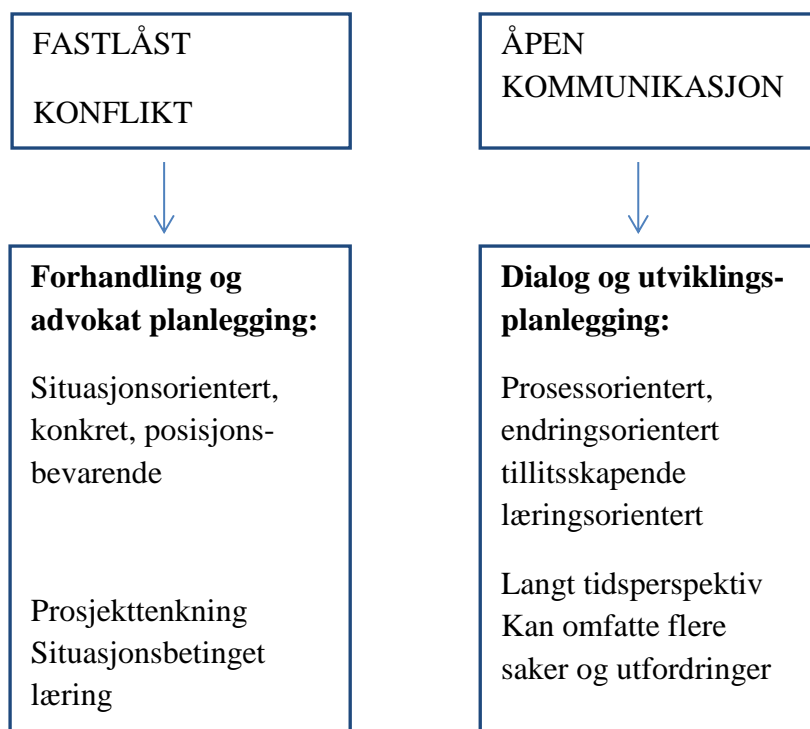 FASTLÅST
KONFLIKT
Forhandling og
advokat planlegging:
Situasjonsorientert,
konkret, posisjons-
bevarende
Prosjekttenkning
Situasjonsbetinget
læring
ÅPEN
KOMMUNIKASJON
Dialog og utviklings-
planlegging:
Prosessorientert,
endringsorientert
tillitsskapende
læringsorientert
Langt tidsperspektiv
Kan omfatte flere
saker og utfordringer